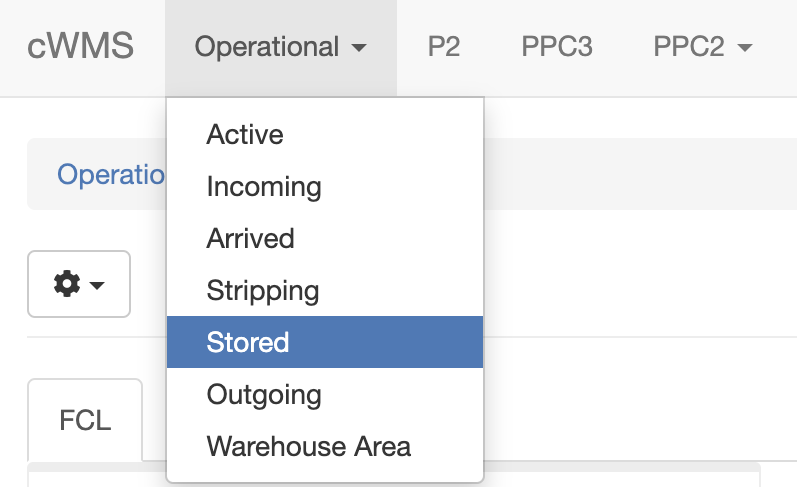 cWMS Operational P2 PPC3 PPC2
Active
Operatio
Incoming
Arrived
Stripping
Stored
Outgoing
FCL
Warehouse Area